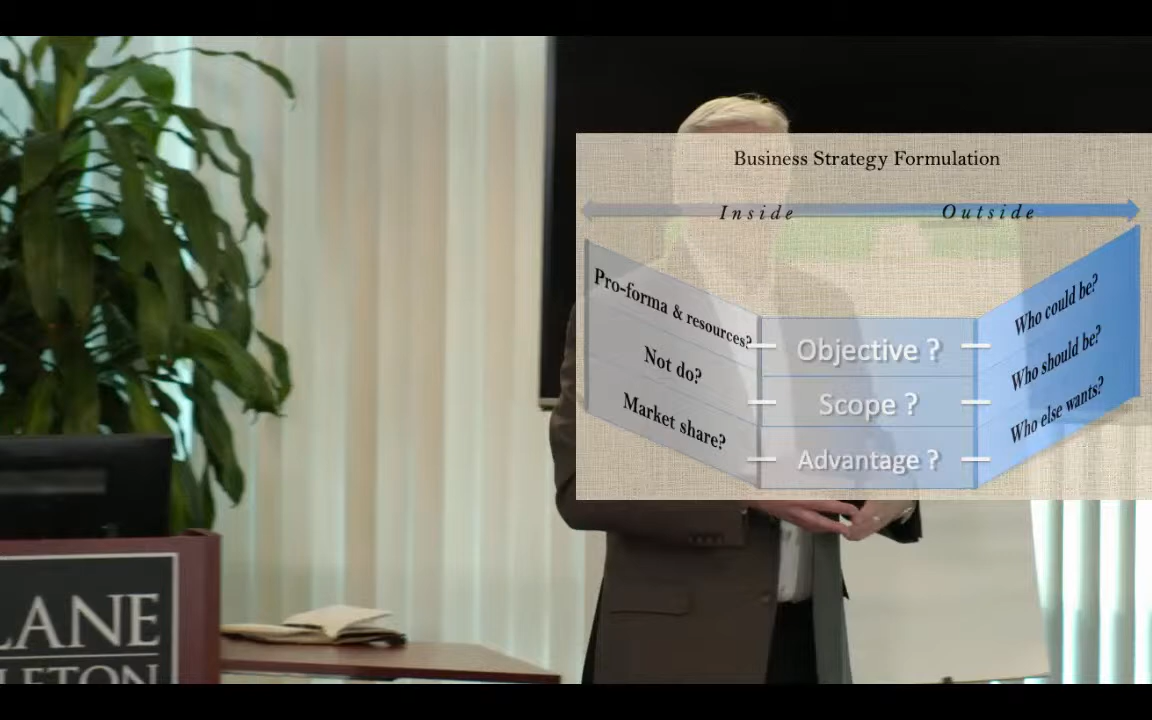 Business Strategy Formulation
Inside Outside
Pro-forma & resources?
Objective ?
Who could be?
Not do?
Scope ?
Who should be?
Market share?
Advantage ?
Who else wants?
LANE
LETON